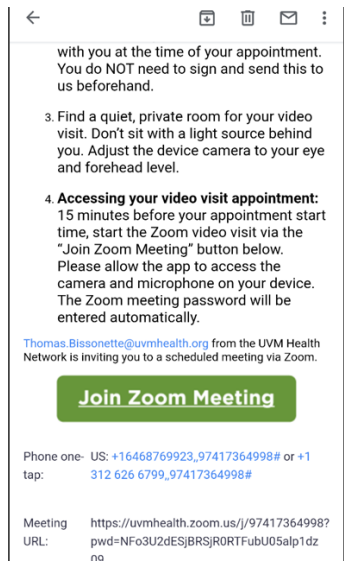 with you at the time of your appointment.
You do NOT need to sign and send this to
us beforehand.
3. Find a quiet, private room for your video
visit. Don't sit with a light source behind
you. Adjust the device camera to your eye
and forehead level.
4. Accessing your video visit appointment:
15 minutes before your appointment start
time, start the Zoom video visit via the
“Join Zoom Meeting” button below.
Please allow the app to access the
camera and microphone on your device.
The Zoom meeting password will be
entered automatically.
Thomas.Bissonette@uvmhealth.org from the UVM Health
Network is inviting you to a scheduled meeting via Zoom.
Join Zoom Meeting
Phone one- US: +16468769923,,97417364998# or +1
tap: 312 626 6799,,97417364998#
Meeting https://uvmhealth.zoom.us/j/97417364998?
URL: pwd=NFo3U2dESjBRSjR0RTFubU05alp1dz
09